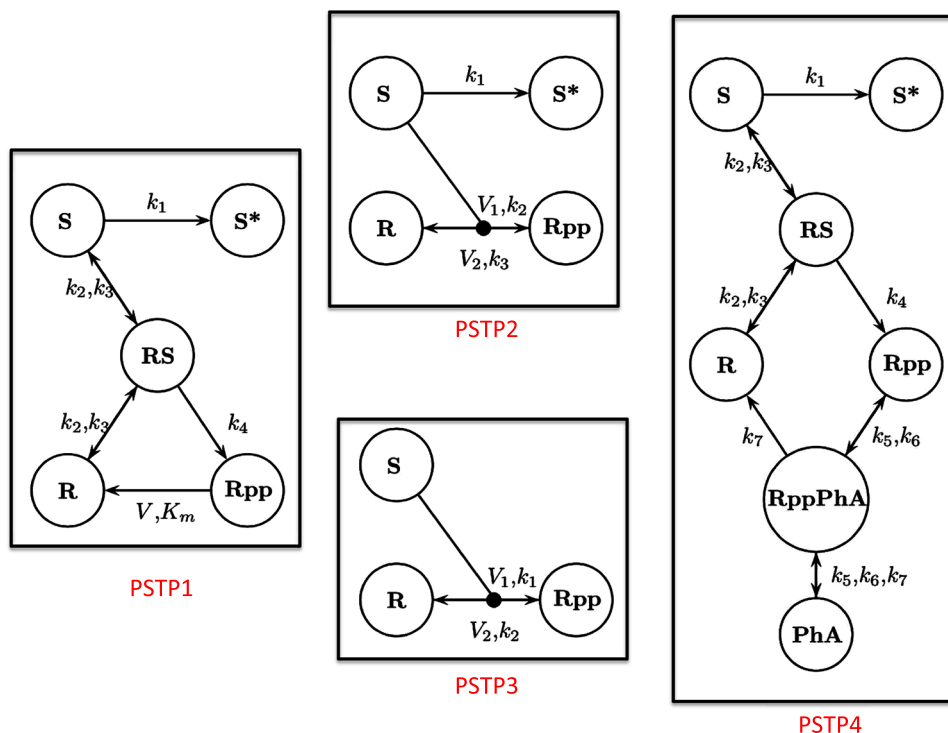 S
k₁
S*
k₂,k₃
RS
k₂,k₃
k₄
R
Rpp
V,Kₘ
PSTP1
S
k₁
S*
R
V₁,k₂
Rpp
V₂,k₃
PSTP2
S
R
V₁,k₁
Rpp
V₂,k₂
PSTP3
S
k₁
S*
k₂,k₃
RS
k₂,k₃
k₄
R
Rpp
k₇
k₅,k₆
RppPhA
k₅,k₆,k₇
PhA
PSTP4